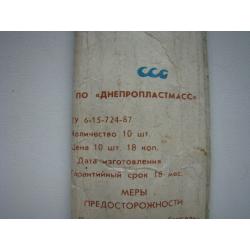 ПО «ДНЕПРОПЛАСТМАСС»
ТУ 6-15-724-87
Количество 10 шт.
Цена 10 шт. 18 коп.
Дата изготовления
Гарантийный срок 18 мес.
МЕРЫ
ПРЕДОСТОРОЖНОСТИ